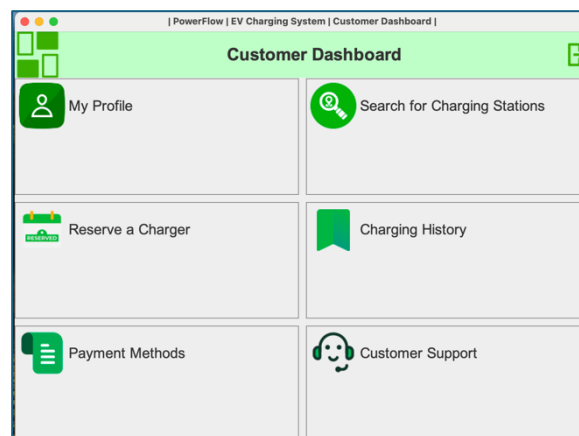 | PowerFlow | EV Charging System | Customer Dashboard |
Customer Dashboard
My Profile
Search for Charging Stations
Reserve a Charger
RESERVED
Charging History
Payment Methods
Customer Support